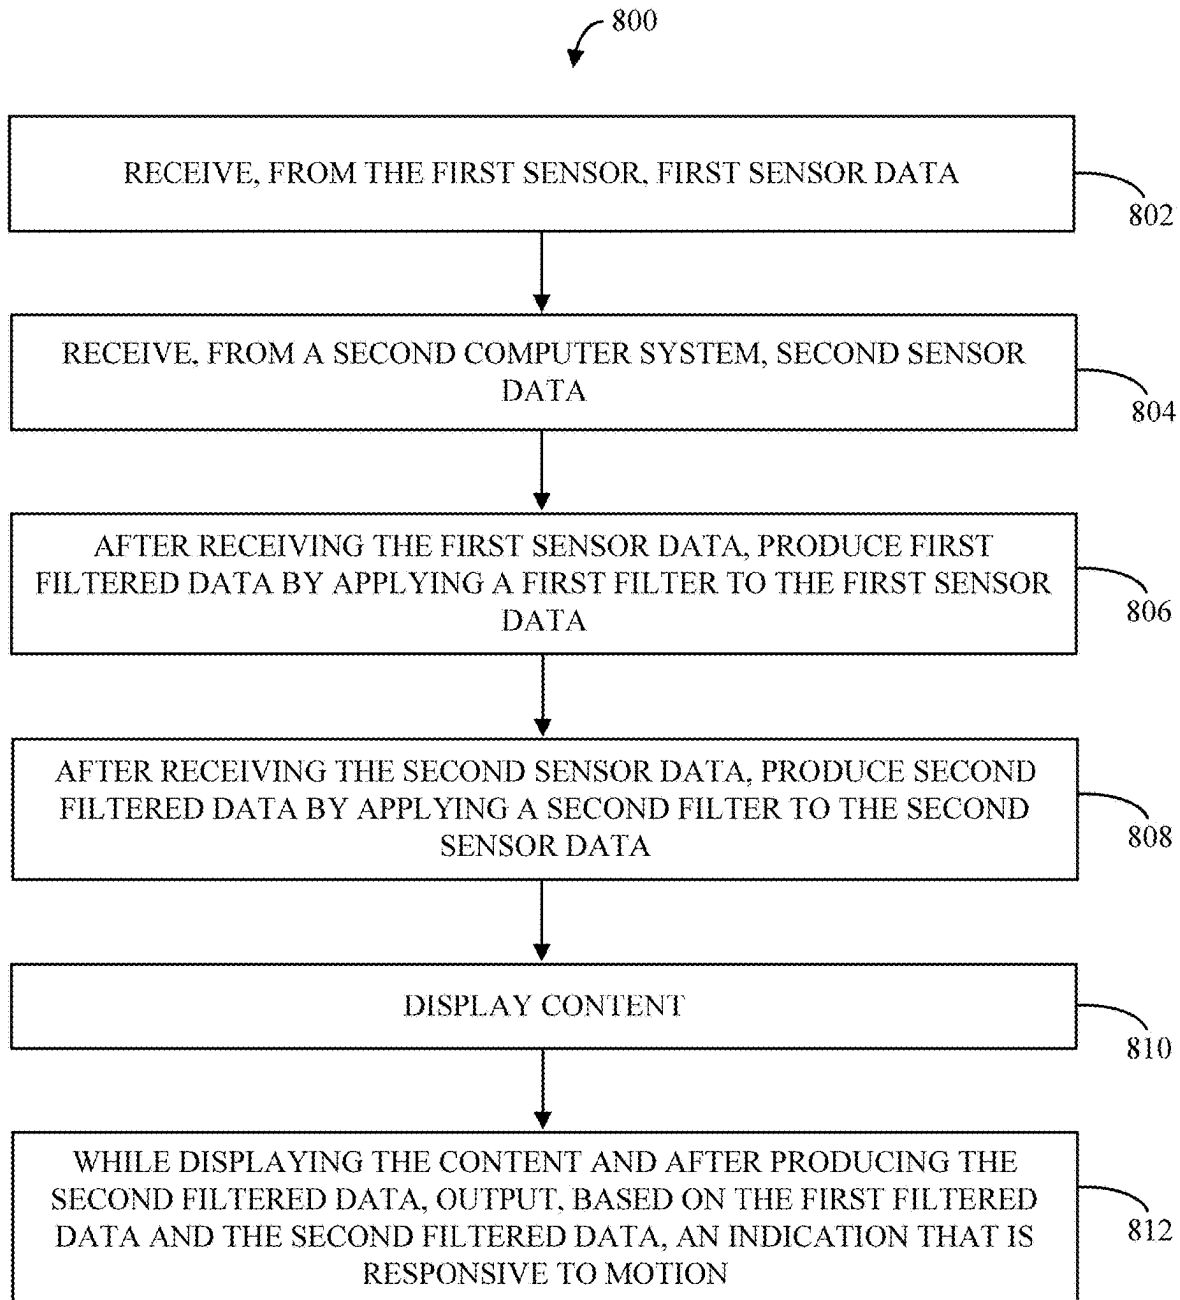 800
RECEIVE, FROM THE FIRST SENSOR, FIRST SENSOR DATA
802
RECEIVE, FROM A SECOND COMPUTER SYSTEM, SECOND SENSOR
DATA
804
AFTER RECEIVING THE FIRST SENSOR DATA, PRODUCE FIRST
FILTERED DATA BY APPLYING A FIRST FILTER TO THE FIRST SENSOR
DATA
806
AFTER RECEIVING THE SECOND SENSOR DATA, PRODUCE SECOND
FILTERED DATA BY APPLYING A SECOND FILTER TO THE SECOND
SENSOR DATA
808
DISPLAY CONTENT
810
WHILE DISPLAYING THE CONTENT AND AFTER PRODUCING THE
SECOND FILTERED DATA, OUTPUT, BASED ON THE FIRST FILTERED
DATA AND THE SECOND FILTERED DATA, AN INDICATION THAT IS
RESPONSIVE TO MOTION
812